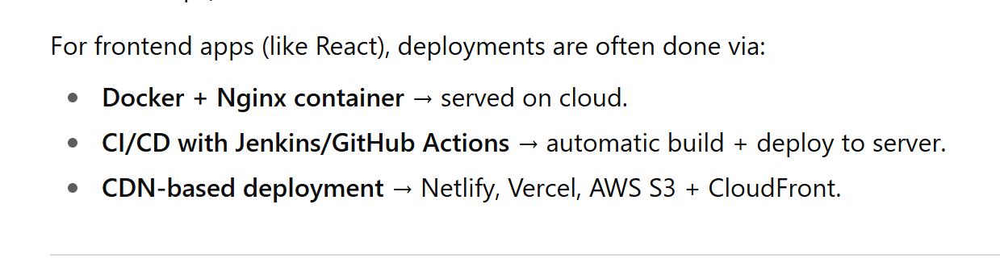 For frontend apps (like React), deployments are often done via:
• Docker + Nginx container → served on cloud.
• CI/CD with Jenkins/GitHub Actions → automatic build + deploy to server.
• CDN-based deployment → Netlify, Vercel, AWS S3 + CloudFront.